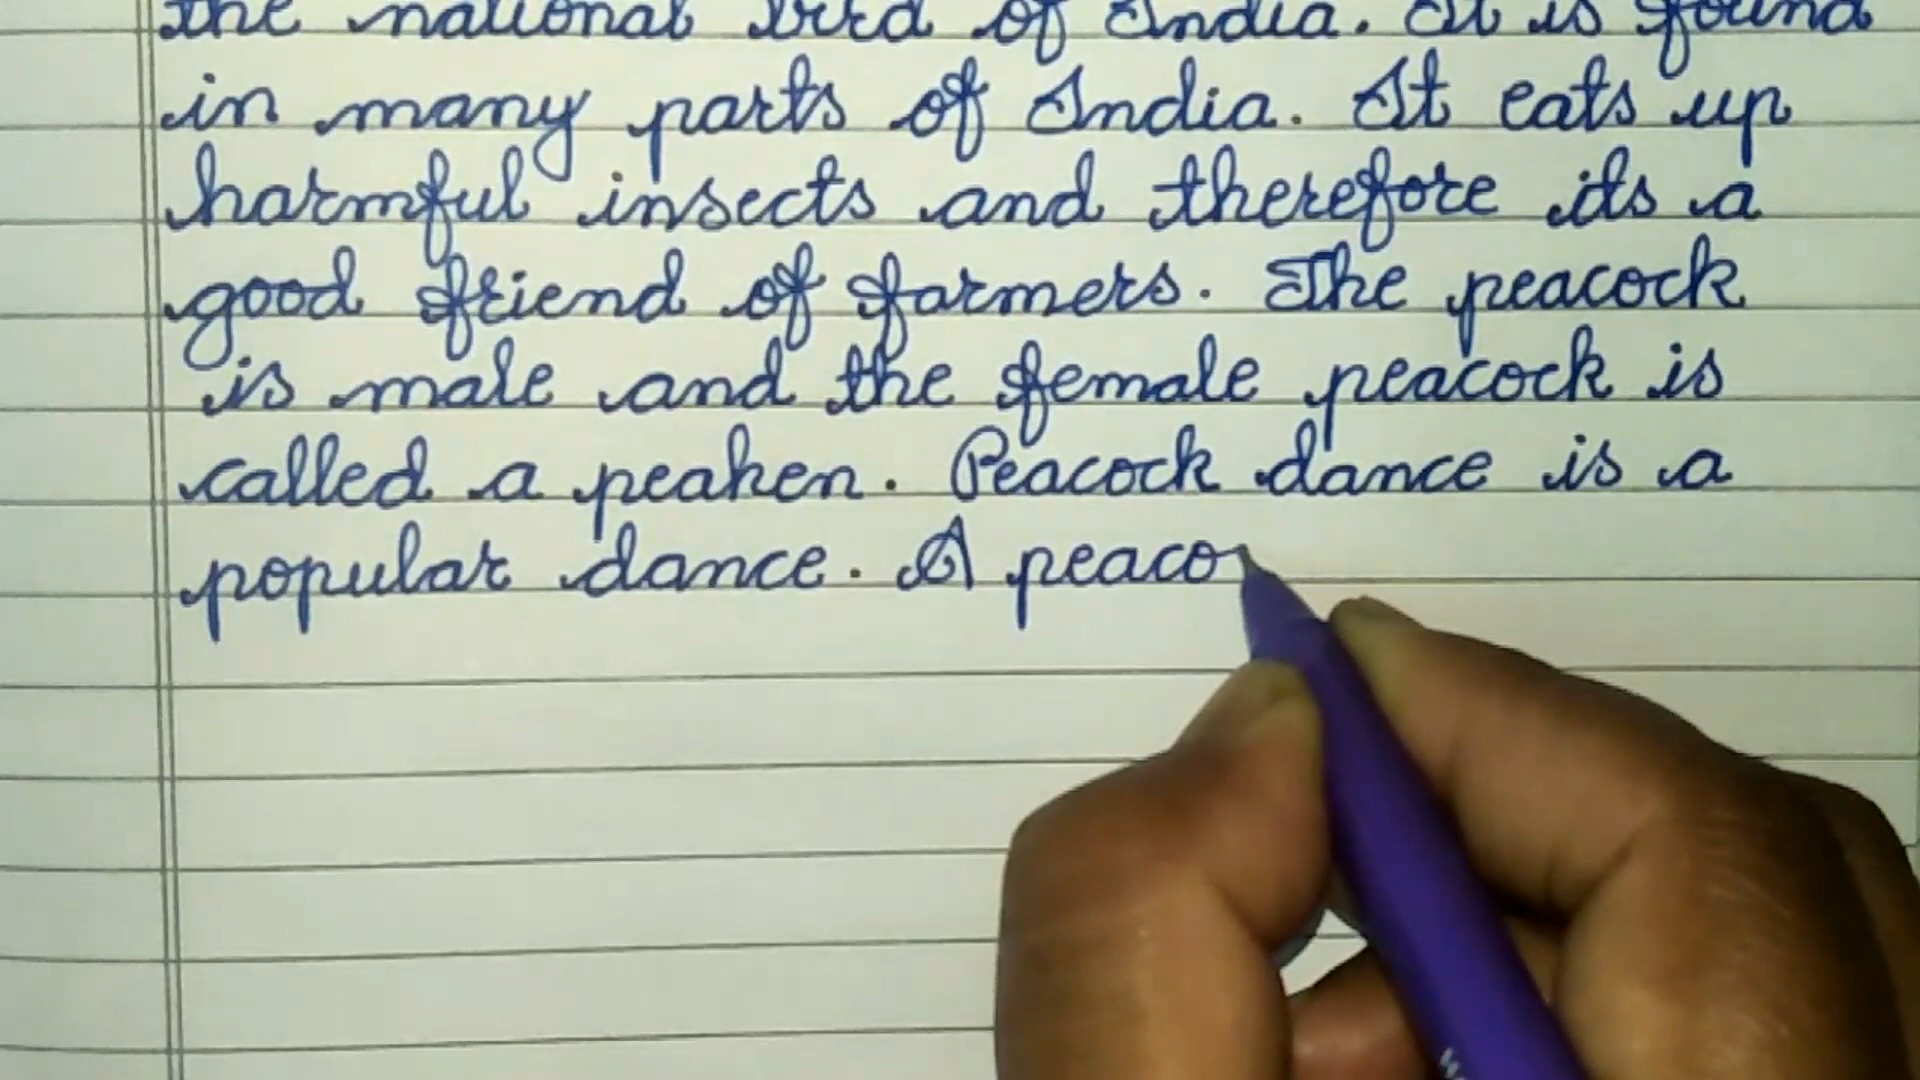 the national bird of India. It is found
in many parts of India. It eats up
harmful insects and therefore its a
good friend of farmers. The peacock
is male and the female peacock is
called a peahen. Peacock dance is a
popular dance. A peaco